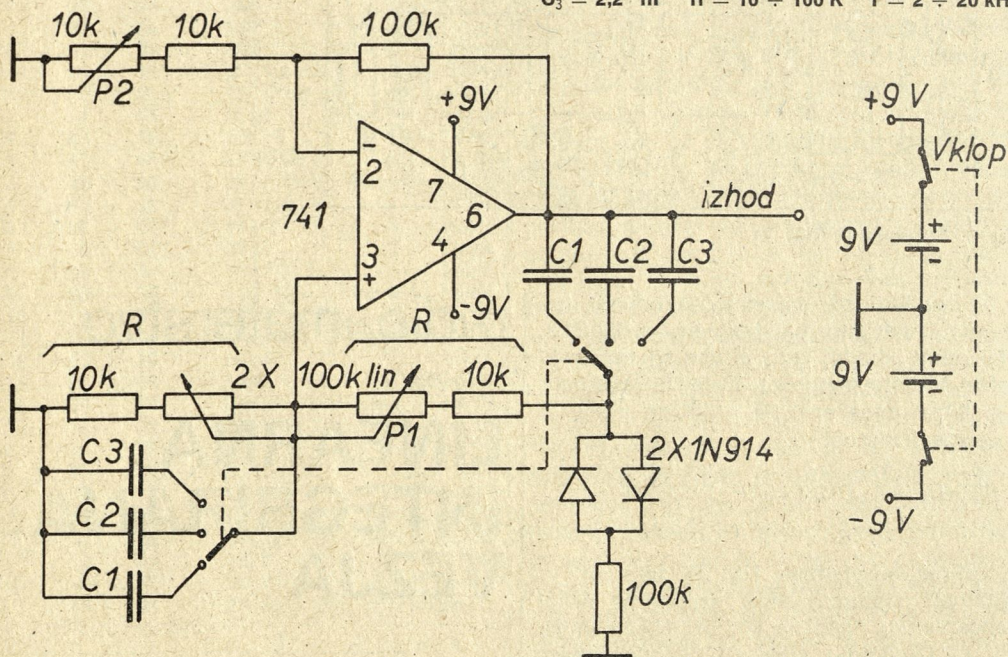 C₃ = 2,2 R = 10 ÷ 100 K F = 2 ÷ 20 kH
10k
10k
100k
P2
+9V
+9 V
Vklop
−
2
7
741
6
izhod
3
4
+
-9V
C1
C2
C3
9V
+
-
R
R
10k
2 X 100k lin
10k
P1
9V
+
-
C3
2X1N914
C2
-9V
C1
100k